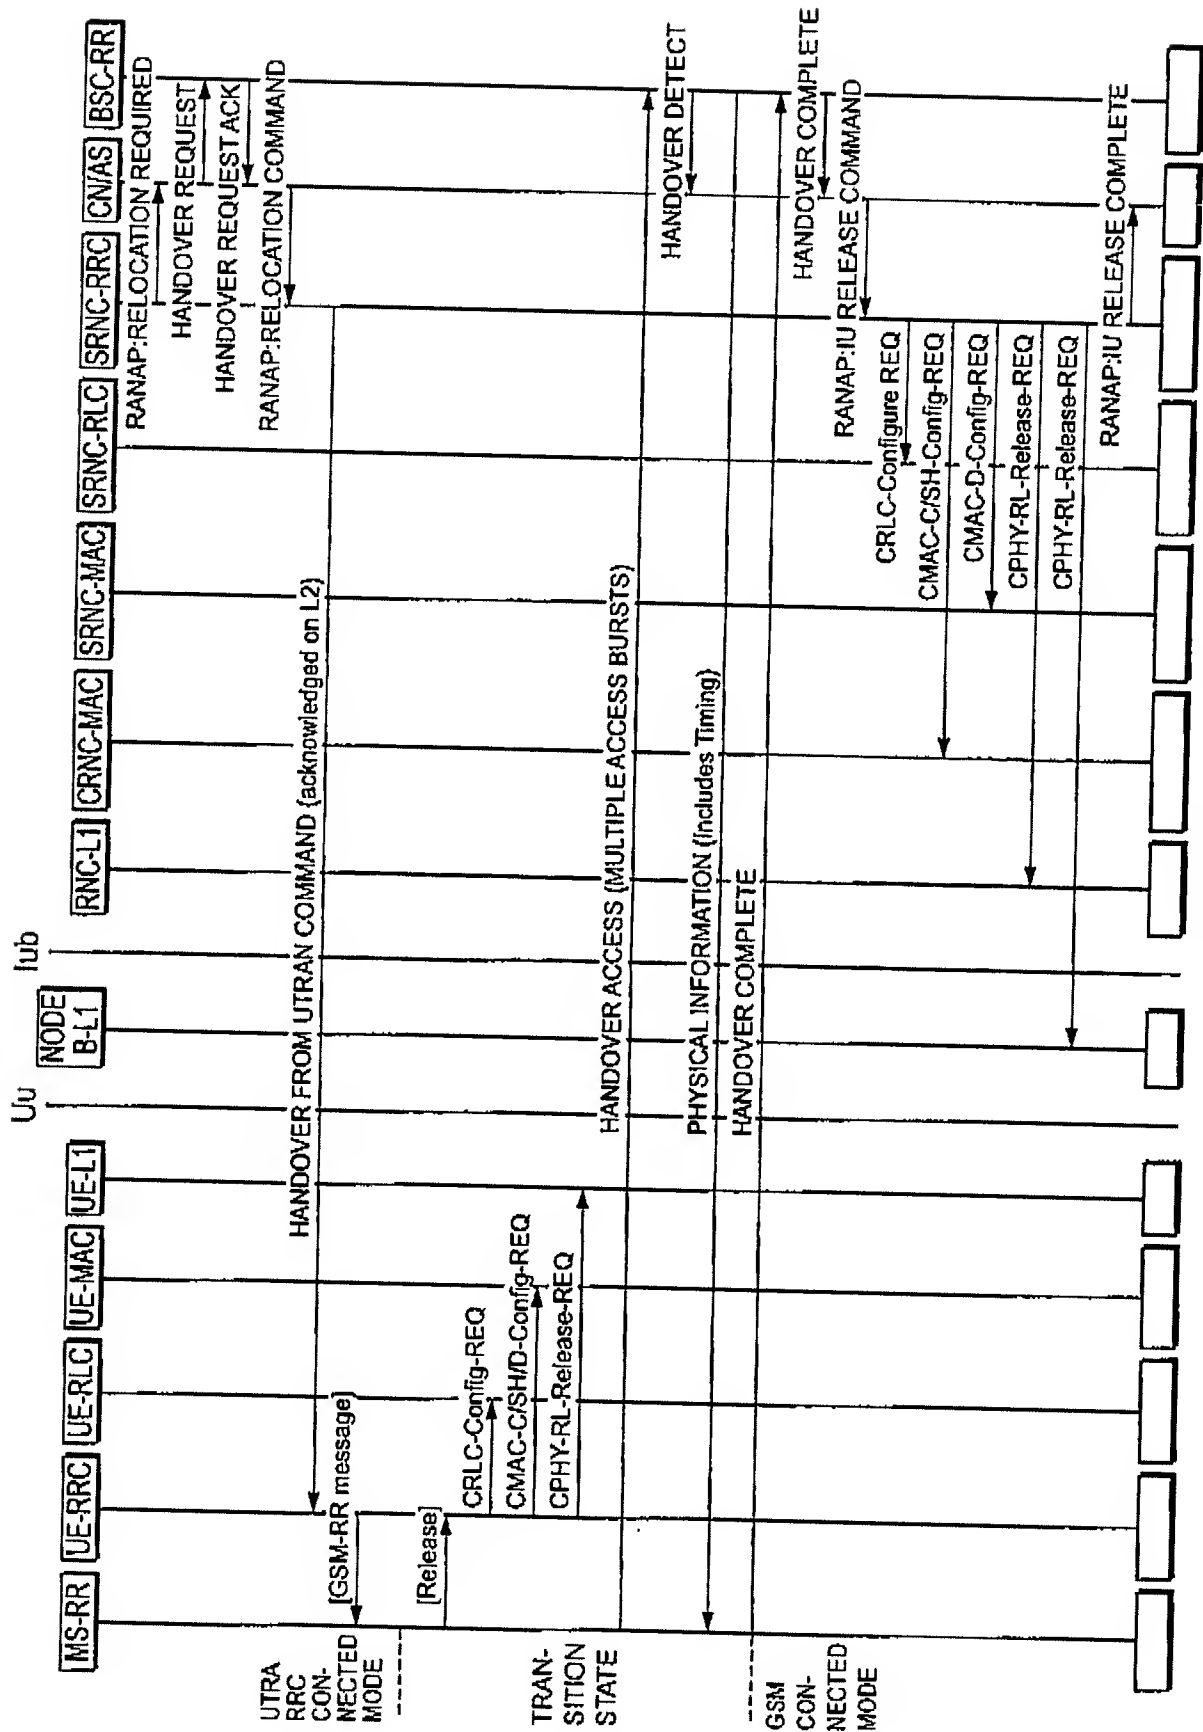 Uu
Iub
MS-RR
UE-RRC
UE-RLC
UE-MAC
UE-L1
NODE
B-L1
RNC-L1
CRNC-MAC
SRNC-MAC
SRNC-RLC
SRNC-RRC
CN/AS
BSC-RR
RANAP:RELOCATION REQUIRED
HANDOVER REQUEST
HANDOVER REQUEST ACK
RANAP:RELOCATION COMMAND
UTRA
RRC
CON-
NECTED
MODE
HANDOVER FROM UTRAN COMMAND (acknowledged on L2)
[GSM-RR message]
[Release]
CRLC-Config-REQ
CMAC-C/SH/D-Config-REQ
CPHY-RL-Release-REQ
TRAN-
SITION
STATE
HANDOVER ACCESS (MULTIPLE ACCESS BURSTS)
HANDOVER DETECT
PHYSICAL INFORMATION (Includes Timing)
HANDOVER COMPLETE
GSM
CON-
NECTED
MODE
HANDOVER COMPLETE
RANAP:IU RELEASE COMMAND
CRLC-Configure REQ
CMAC-C/SH-Config-REQ
CMAC-D-Config-REQ
CPHY-RL-Release-REQ
CPHY-RL-Release-REQ
RANAP:IU RELEASE COMPLETE